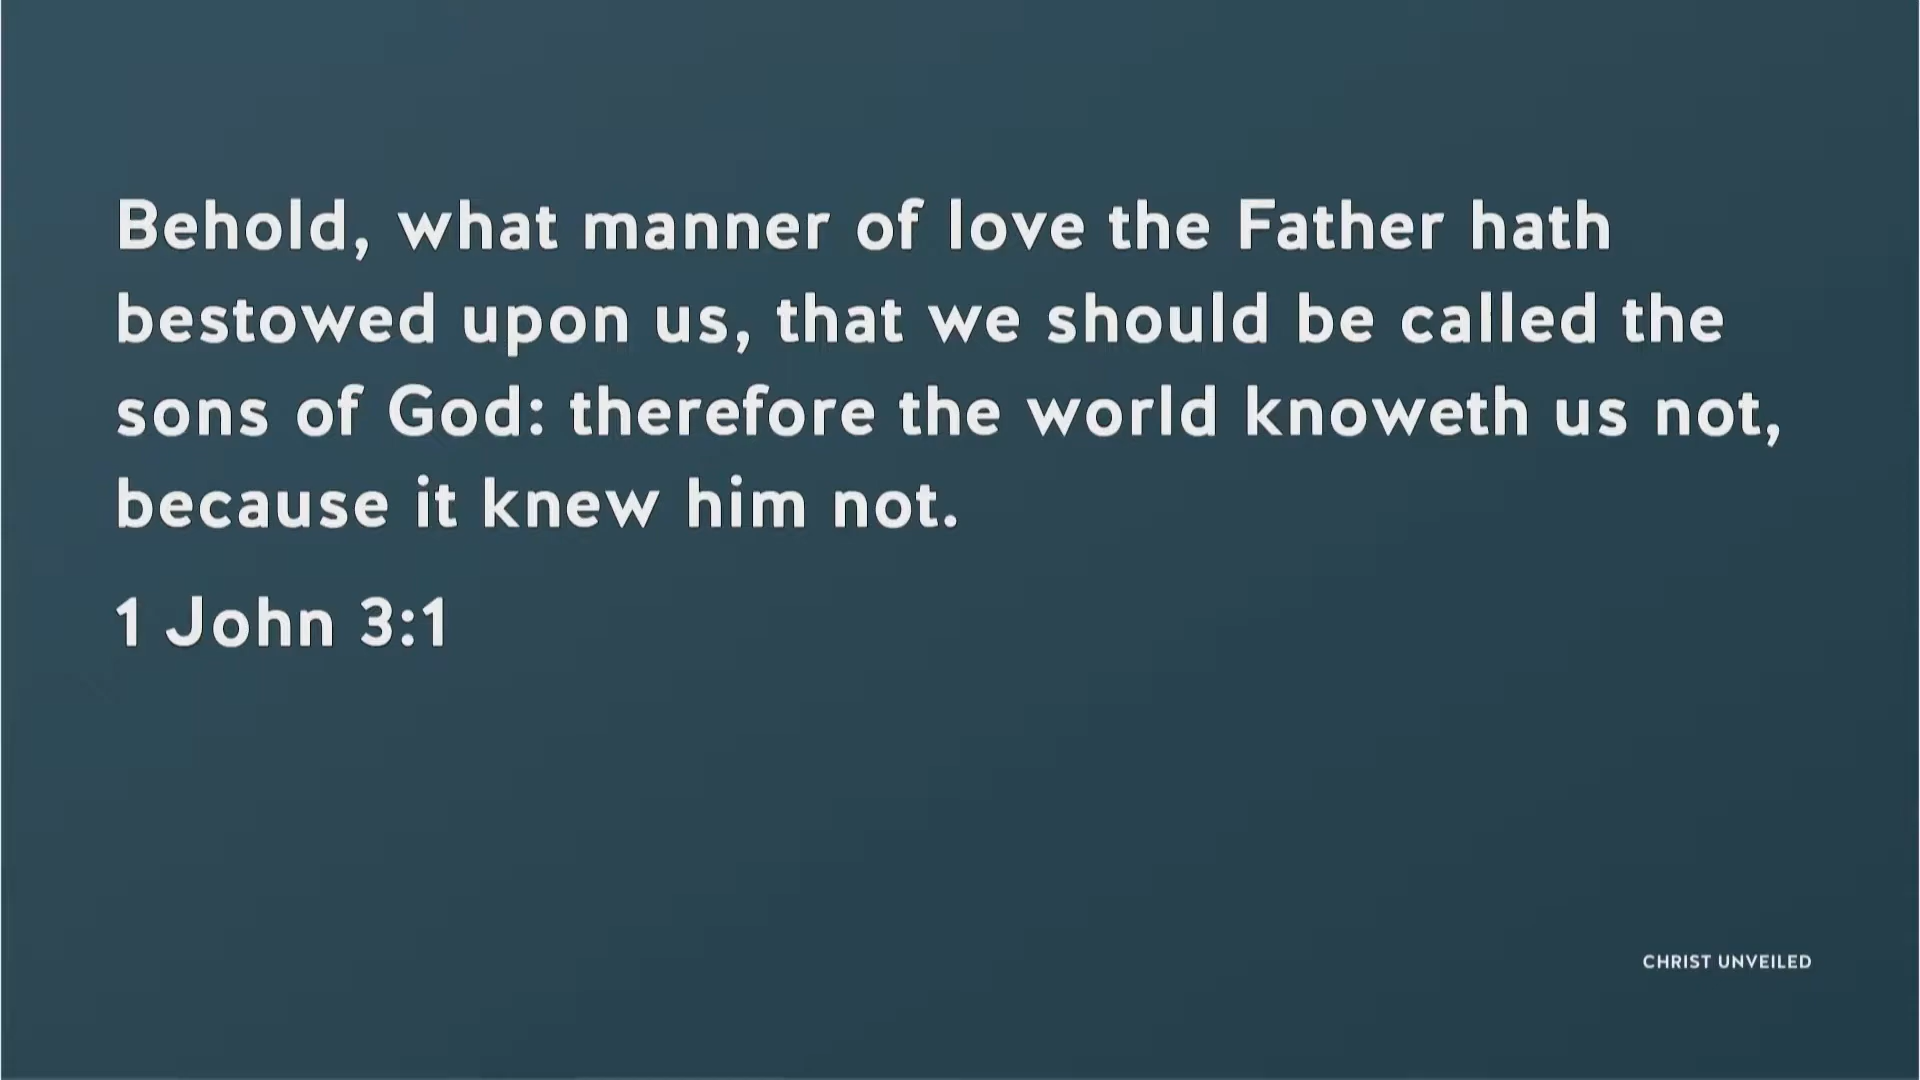 Behold, what manner of love the Father hath
bestowed upon us, that we should be called the
sons of God: therefore the world knoweth us not,
because it knew him not.
1 John 3:1
CHRIST UNVEILED